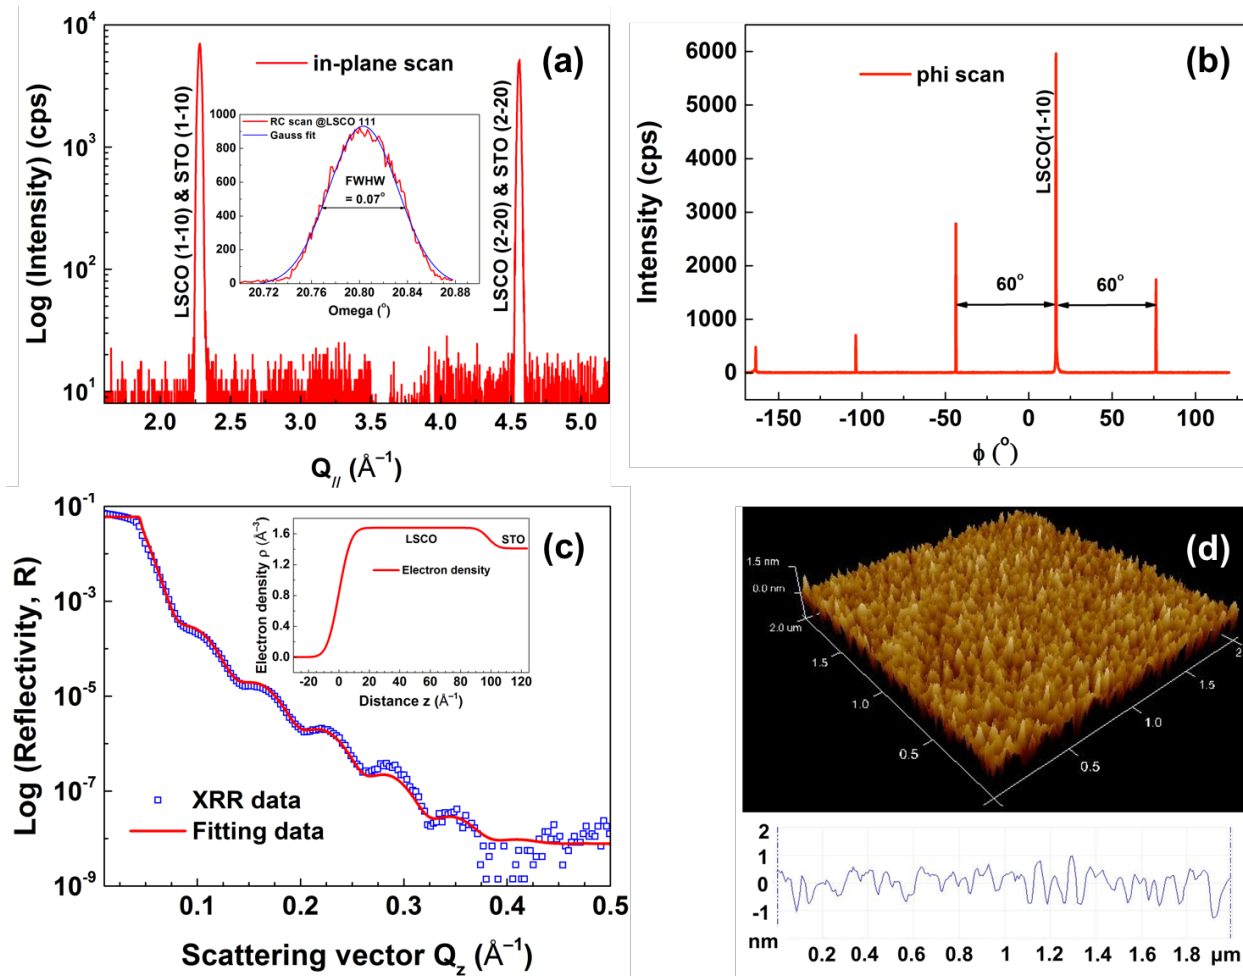 (a)
in-plane scan
Log (Intensity) (cps)
10⁴
10³
10²
10¹
LSCO (1-10) & STO (1-10)
LSCO (2-20) & STO (2-20)
1000
800
600
400
200
0
RC scan @LSCO 111
Gauss fit
FWHW
= 0.07°
20.72 20.76 20.80 20.84 20.88
Omega (°)
2.0 2.5 3.0 3.5 4.0 4.5 5.0
Q// (Å⁻¹)
(b)
phi scan
Intensity (cps)
6000
5000
4000
3000
2000
1000
0
LSCO(1-10)
60° 60°
-150 -100 -50 0 50 100
ϕ (°)
(c)
Log (Reflectivity, R)
10⁻¹
10⁻³
10⁻⁵
10⁻⁷
10⁻⁹
Electron density ρ (Å⁻³)
1.6
1.2
0.8
0.4
0.0
LSCO STO
Electron density
-20 0 20 40 60 80 100 120
Distance z (Å⁻¹)
XRR data
Fitting data
0.1 0.2 0.3 0.4 0.5
Scattering vector Qz (Å⁻¹)
(d)
1.5 nm
0.0 nm
2.0 um
1.5
1.0
0.5
2
1.5
1.0
0.5
2
1
0
-1
nm
0.2 0.4 0.6 0.8 1.0 1.2 1.4 1.6 1.8 µm